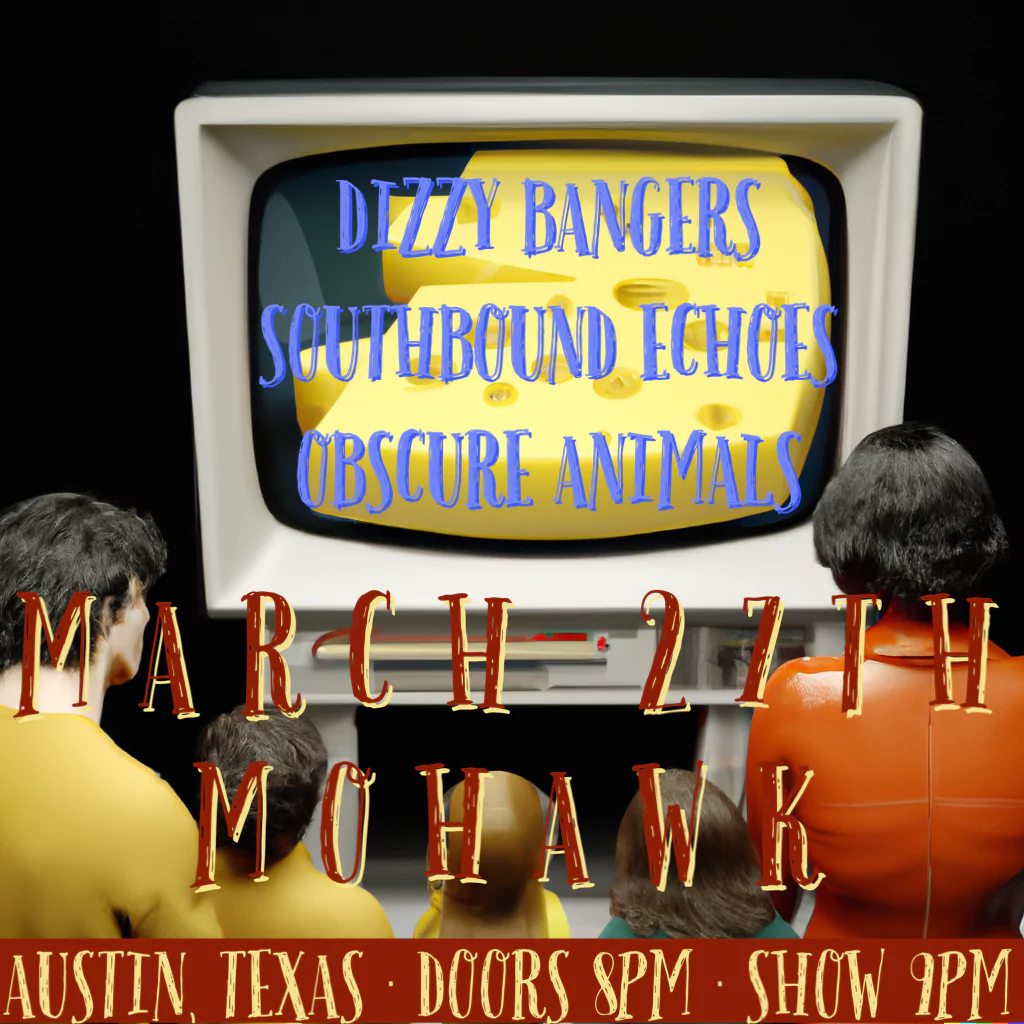 DIZZY BANGERS
SOUTHBOUND ECHOES
OBSCURE ANIMALS
MARCH 27TH
MOHAWK
AUSTIN, TEXAS · DOORS 8PM · SHOW 9PM